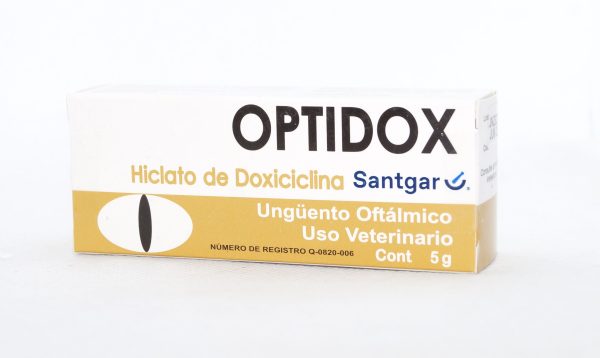 OPTIDOX
Hiclato de Doxiciclina Santgar
Ungüento Oftálmico
Uso Veterinario
NÚMERO DE REGISTRO Q-0820-006
Cont 5 g